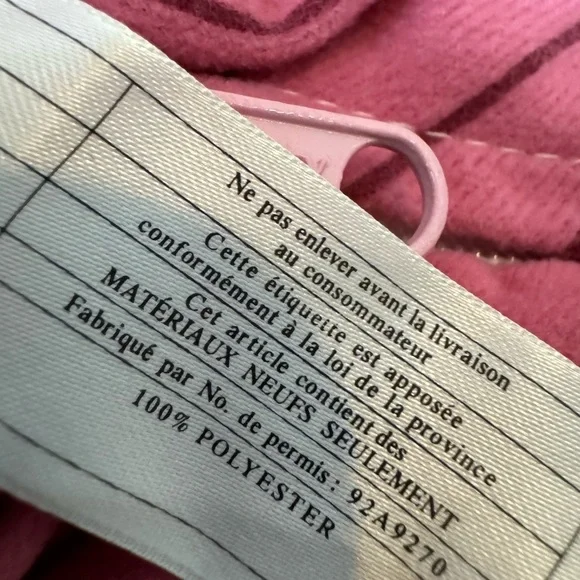 Ne pas enlever avant la livraison
au consommateur
Cette étiquette est apposée
conformément à la loi de la province
Cet article contient des
MATÉRIAUX NEUFS SEULEMENT
Fabriqué par No. de permis: 92A9270
100% POLYESTER